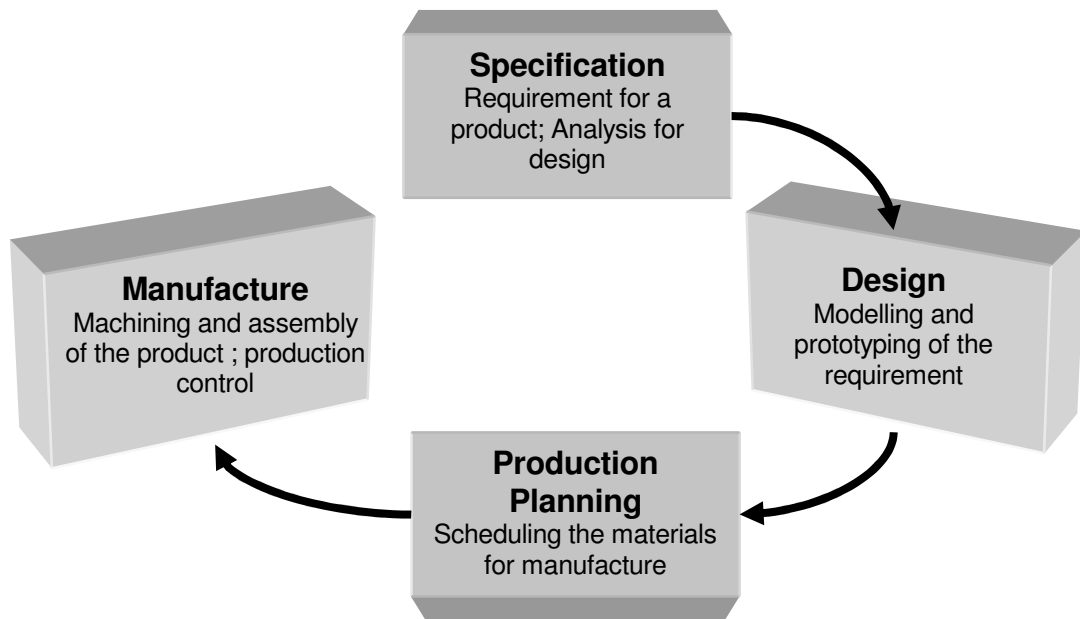 Specification
Requirement for a
product; Analysis for
design
Design
Modelling and
prototyping of the
requirement
Production
Planning
Scheduling the materials
for manufacture
Manufacture
Machining and assembly
of the product ; production
control